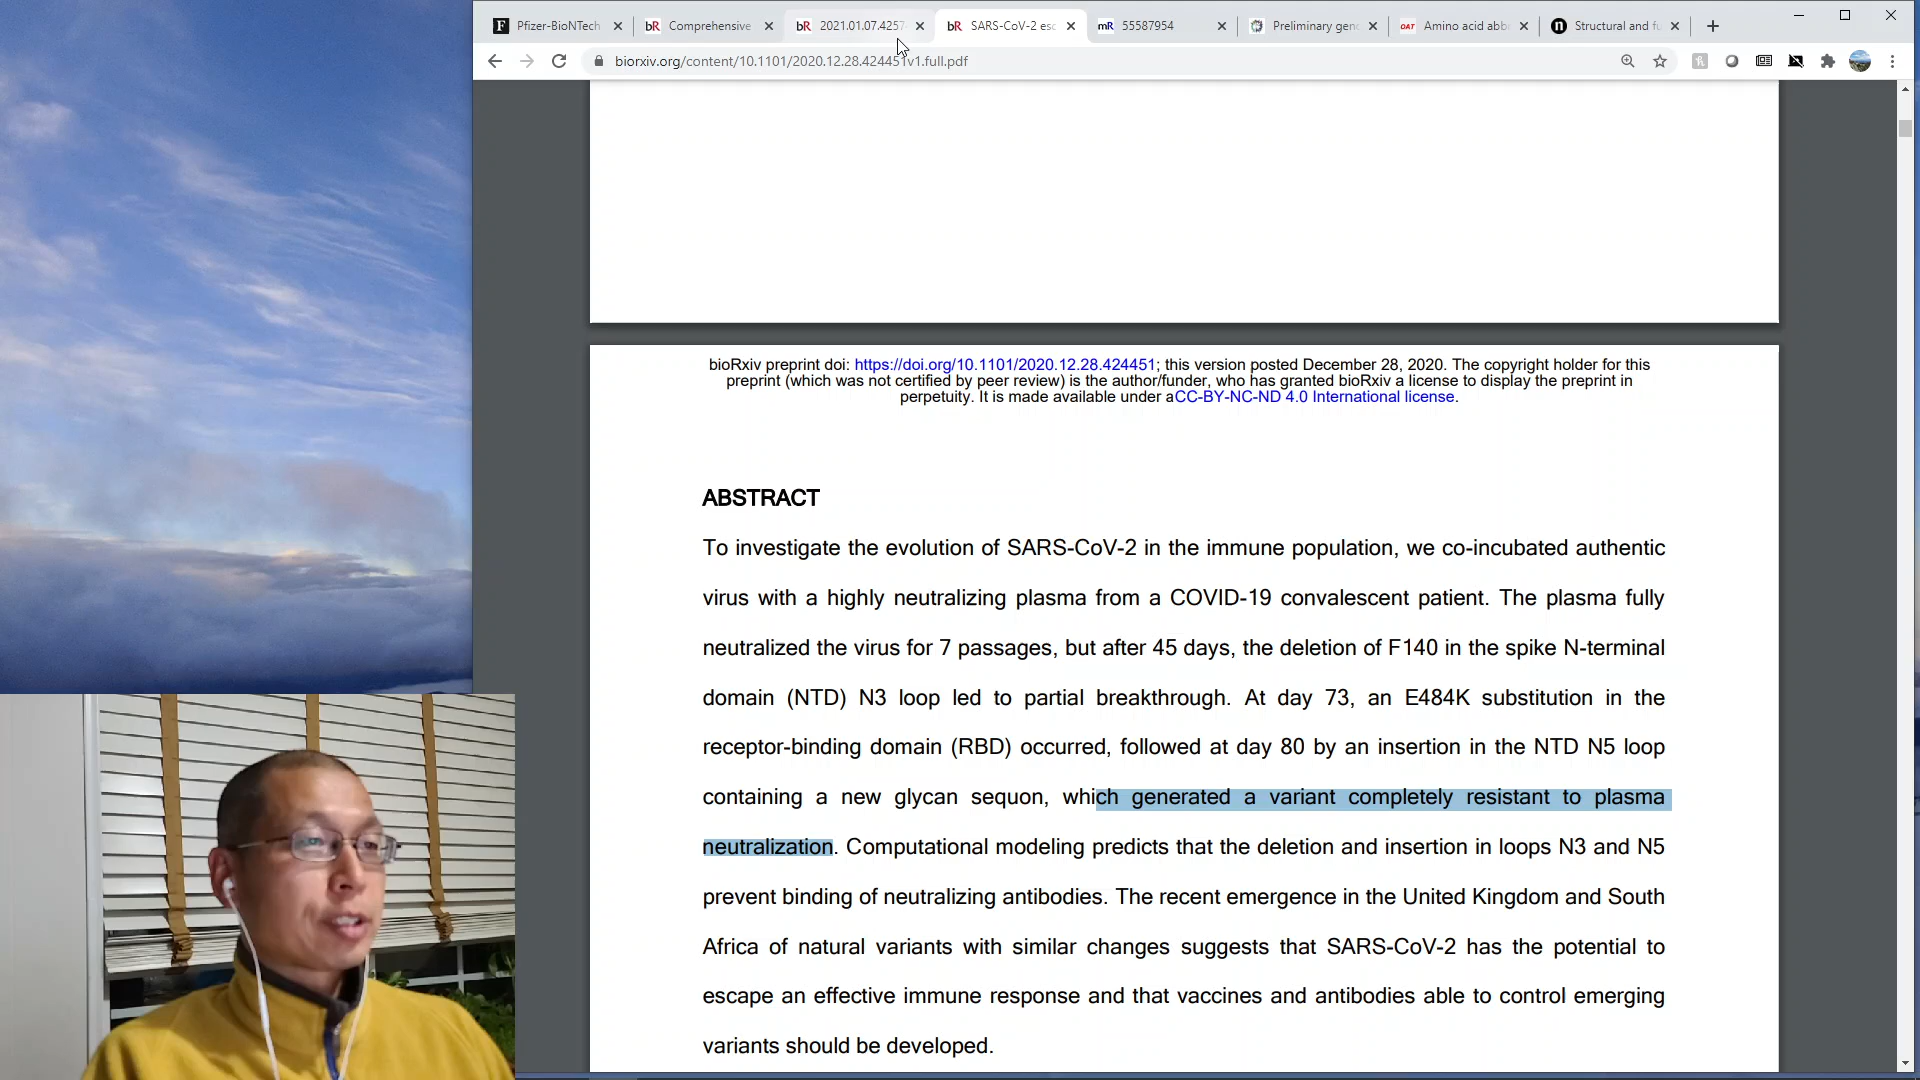 Pfizer-BioNTech
Comprehensive
2021.01.07.4257
SARS-CoV-2 esc
55587954
Preliminary geno
Amino acid abb
Structural and fu
biorxiv.org/content/10.1101/2020.12.28.424451v1.full.pdf
bioRxiv preprint doi: https://doi.org/10.1101/2020.12.28.424451; this version posted December 28, 2020. The copyright holder for this
preprint (which was not certified by peer review) is the author/funder, who has granted bioRxiv a license to display the preprint in
perpetuity. It is made available under aCC-BY-NC-ND 4.0 International license.
ABSTRACT
To investigate the evolution of SARS-CoV-2 in the immune population, we co-incubated authentic
virus with a highly neutralizing plasma from a COVID-19 convalescent patient. The plasma fully
neutralized the virus for 7 passages, but after 45 days, the deletion of F140 in the spike N-terminal
domain (NTD) N3 loop led to partial breakthrough. At day 73, an E484K substitution in the
receptor-binding domain (RBD) occurred, followed at day 80 by an insertion in the NTD N5 loop
containing a new glycan sequon, which generated a variant completely resistant to plasma
neutralization. Computational modeling predicts that the deletion and insertion in loops N3 and N5
prevent binding of neutralizing antibodies. The recent emergence in the United Kingdom and South
Africa of natural variants with similar changes suggests that SARS-CoV-2 has the potential to
escape an effective immune response and that vaccines and antibodies able to control emerging
variants should be developed.